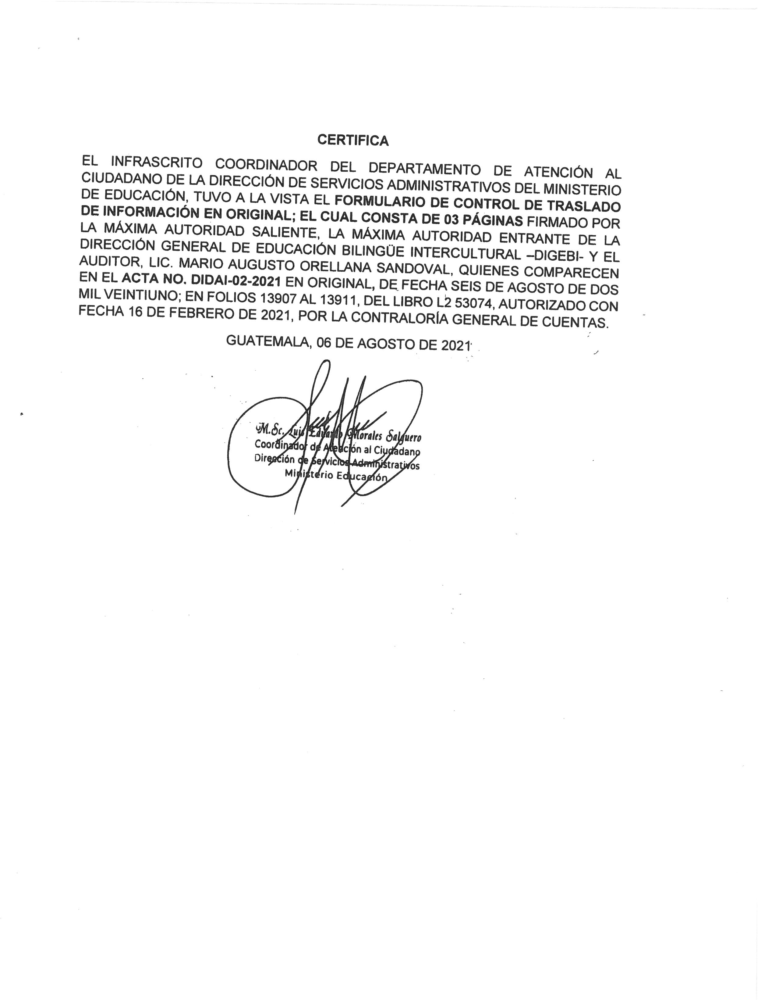 CERTIFICA
EL INFRASCRITO COORDINADOR DEL DEPARTAMENTO DE ATENCIÓN AL
CIUDADANO DE LA DIRECCIÓN DE SERVICIOS ADMINISTRATIVOS DEL MINISTERIO
DE EDUCACIÓN, TUVO A LA VISTA EL FORMULARIO DE CONTROL DE TRASLADO
DE INFORMACIÓN EN ORIGINAL; EL CUAL CONSTA DE 03 PÁGINAS FIRMADO POR
LA MÁXIMA AUTORIDAD SALIENTE, LA MÁXIMA AUTORIDAD ENTRANTE DE LA
DIRECCIÓN GENERAL DE EDUCACIÓN BILINGÜE INTERCULTURAL –DIGEBI- Y EL
AUDITOR, LIC. MARIO AUGUSTO ORELLANA SANDOVAL, QUIENES COMPARECEN
EN EL ACTA NO. DIDAI-02-2021 EN ORIGINAL, DE FECHA SEIS DE AGOSTO DE DOS
MIL VEINTIUNO; EN FOLIOS 13907 AL 13911, DEL LIBRO L2 53074, AUTORIZADO CON
FECHA 16 DE FEBRERO DE 2021, POR LA CONTRALORÍA GENERAL DE CUENTAS.
GUATEMALA, 06 DE AGOSTO DE 2021
M.Sc. Luis Eduardo Morales Salguero
Coordinador de Atención al Ciudadano
Dirección de Servicios Administrativos
Ministerio Educación